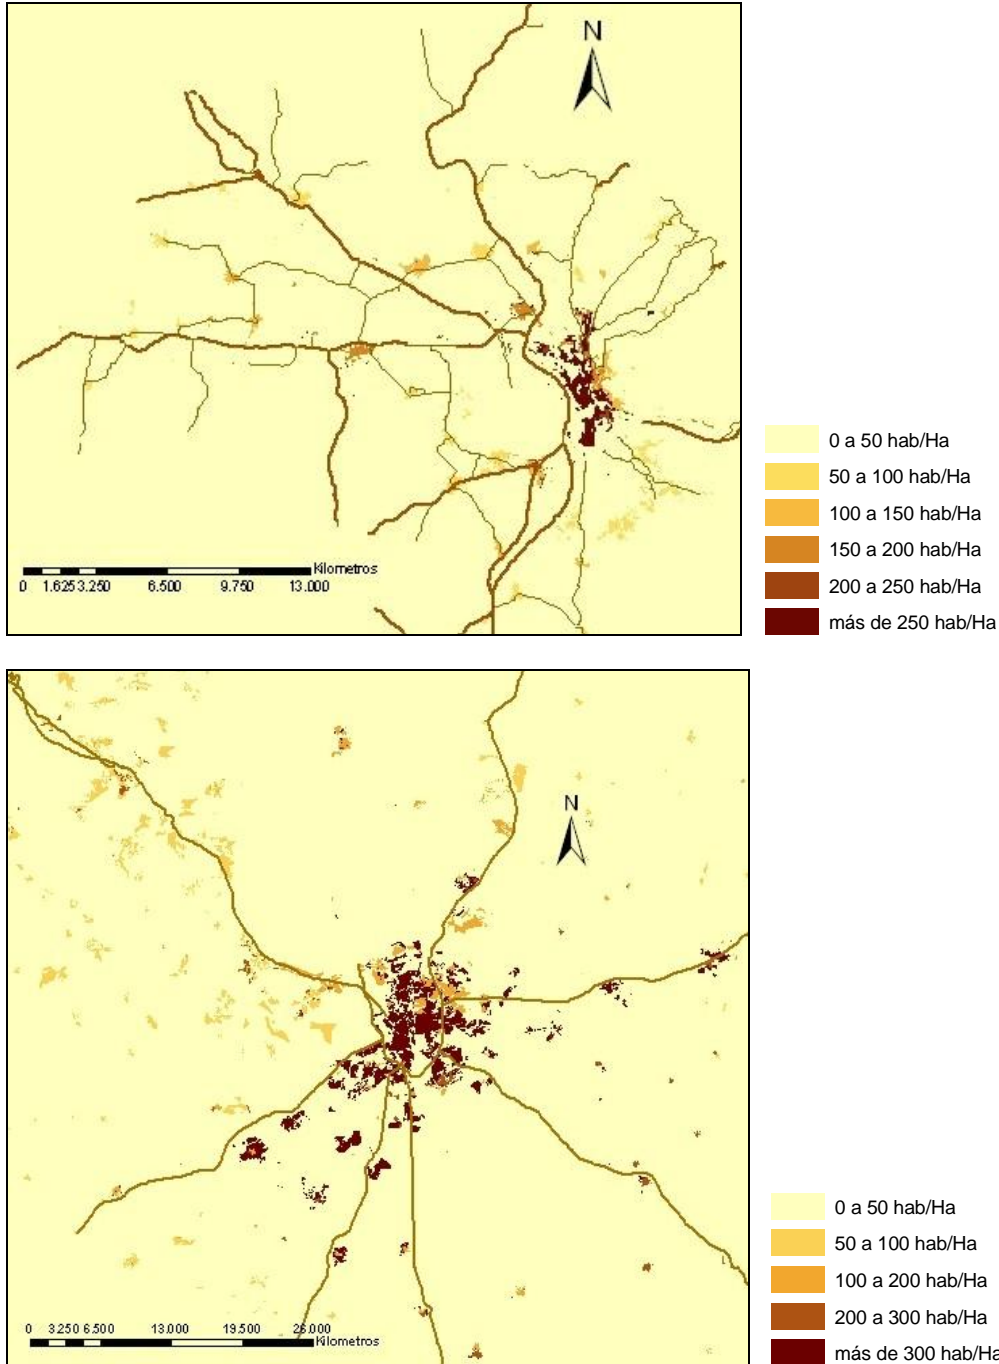 N
Kilometros
0 1.625 3.250 6.500 9.750 13.000
0 a 50 hab/Ha
50 a 100 hab/Ha
100 a 150 hab/Ha
150 a 200 hab/Ha
200 a 250 hab/Ha
más de 250 hab/Ha
N
0 3.250 6.500 13.000 19.500 26.000
Kilometros
0 a 50 hab/Ha
50 a 100 hab/Ha
100 a 200 hab/Ha
200 a 300 hab/Ha
más de 300 hab/Ha